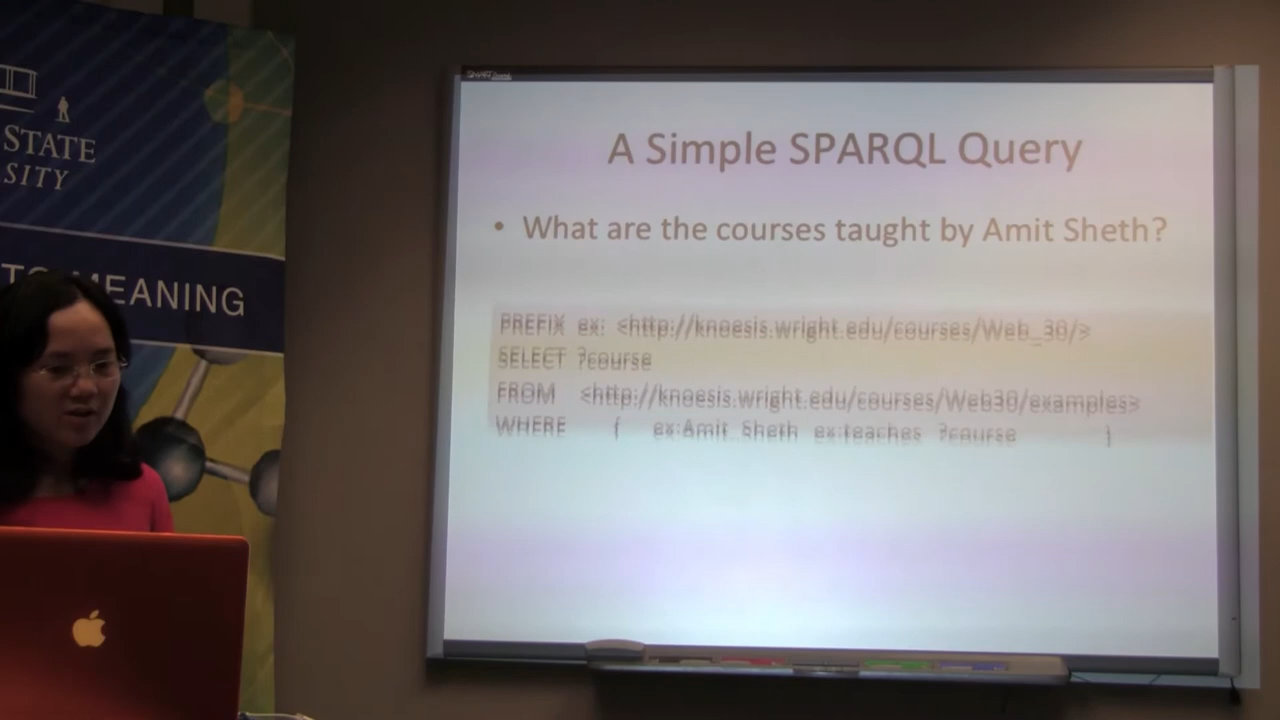 STATE
SITY
TO MEANING
A Simple SPARQL Query
• What are the courses taught by Amit Sheth?
PREFIX ex: <http://knoesis.wright.edu/courses/Web_30/>
SELECT ?course
FROM <http://knoesis.wright.edu/courses/Web30/examples>
WHERE { ex:Amit_Sheth ex:teaches ?course }